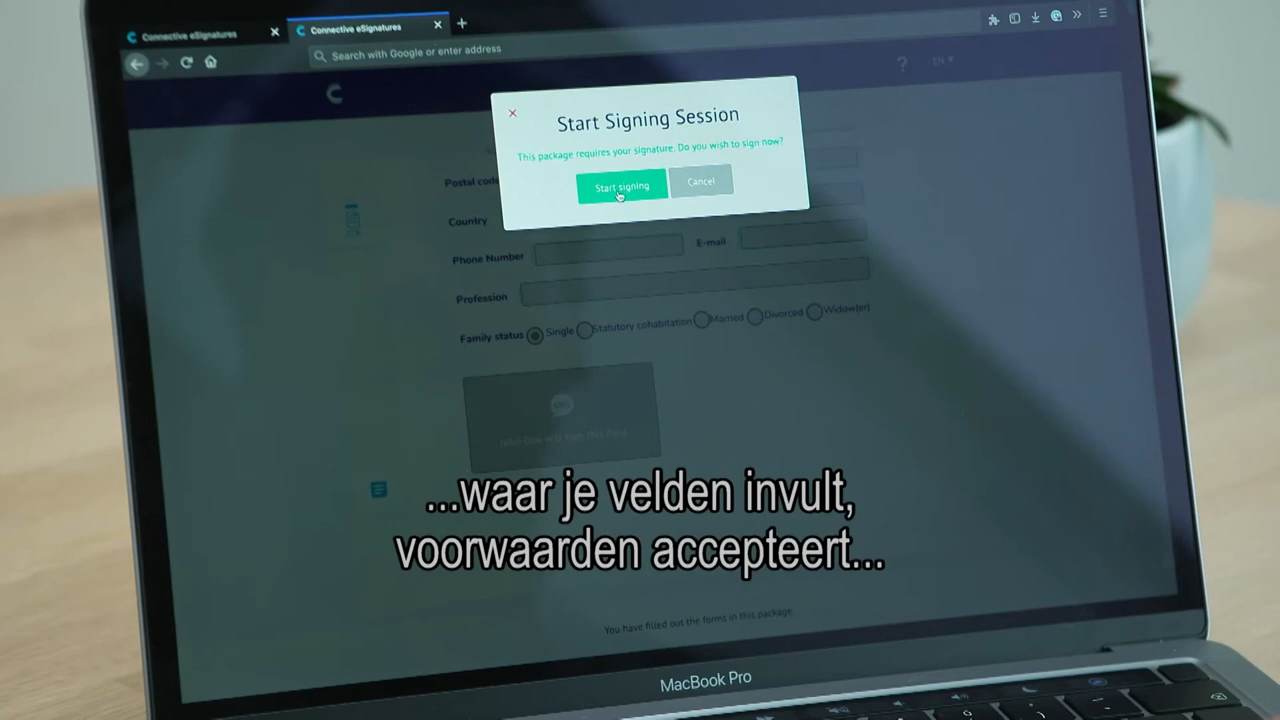 Connective eSignatures
Connective eSignatures
Search with Google or enter address
EN
Start Signing Session
This package requires your signature. Do you wish to sign now?
Start signing
Cancel
Postal code
Country
Phone Number
E-mail
Profession
Family status
Single
Statutory cohabitation
Married
Divorced
Widow(er)
...waar je velden invult,
voorwaarden accepteert...
You have filled out the forms in this package.
MacBook Pro